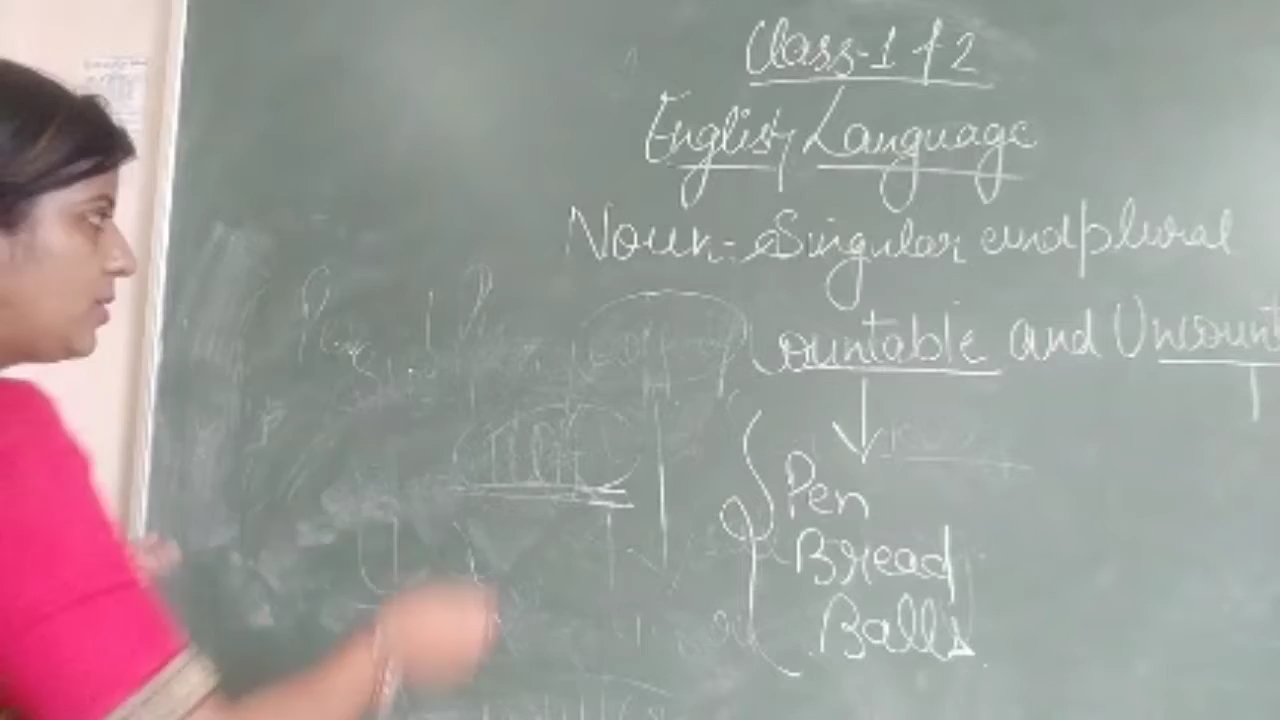 Class-1 f 2
English Language
Noun:- Singular and plural
Countable and Uncount
Pen
Bread
Balls